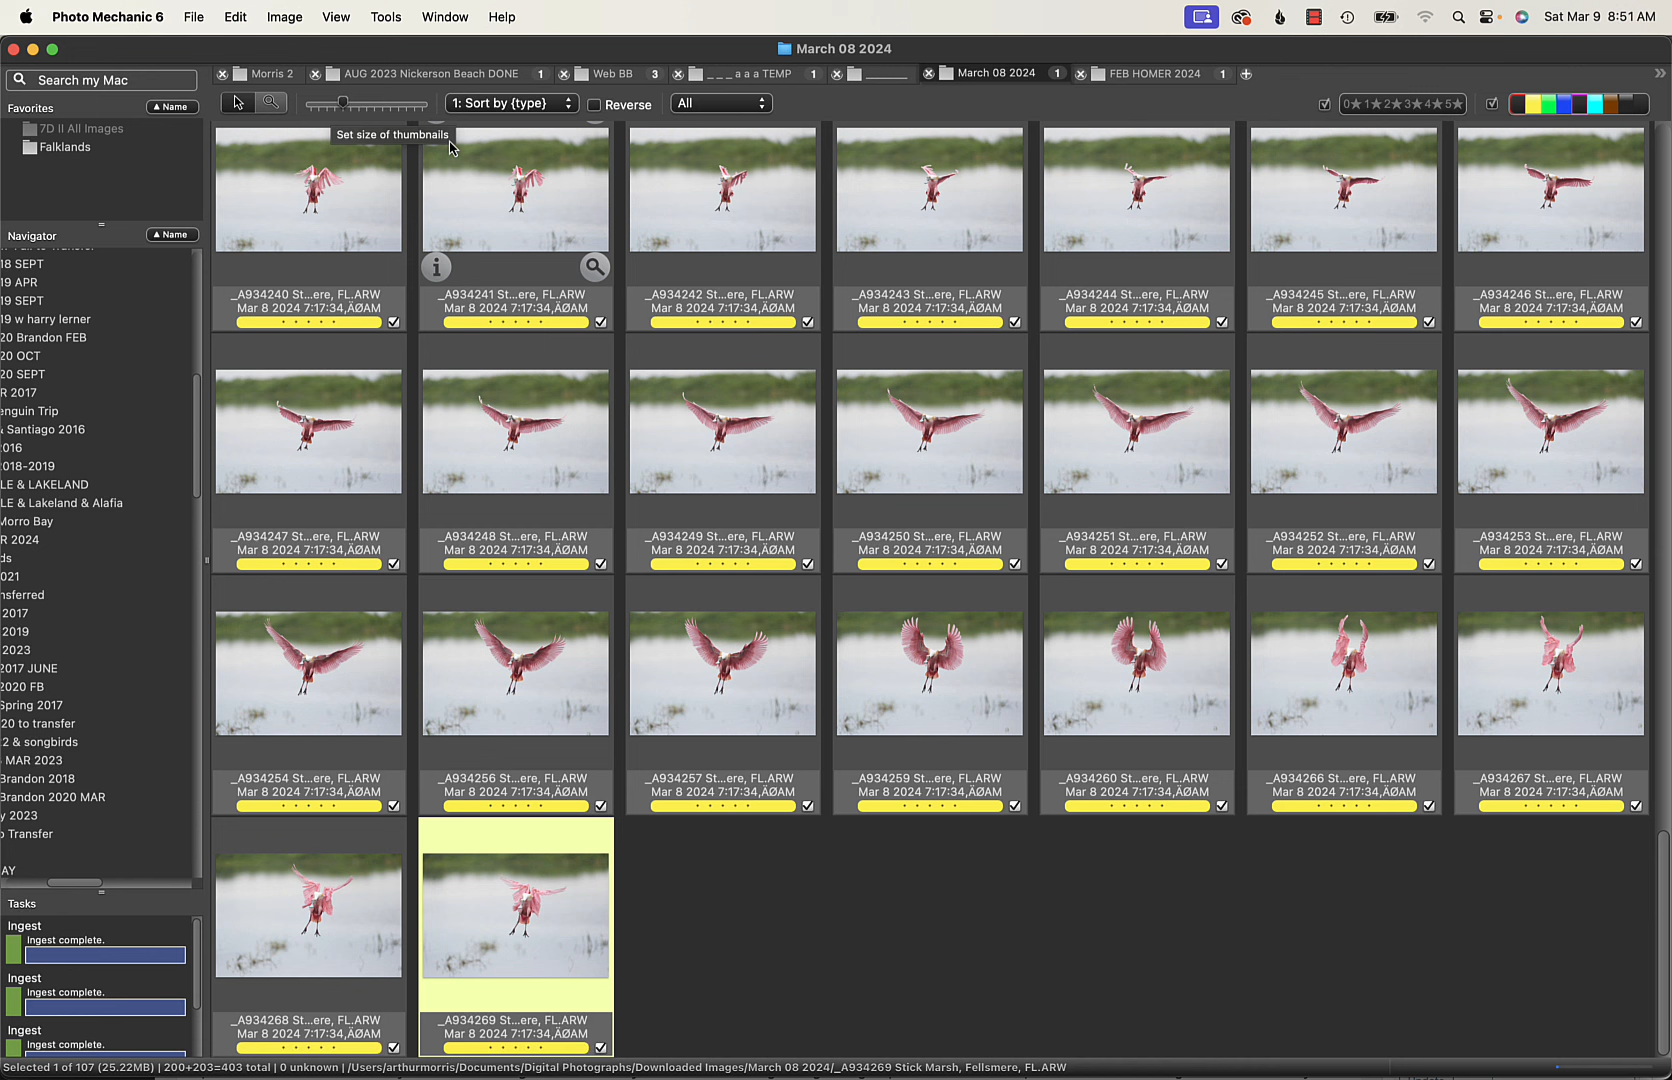 Photo Mechanic 6 File Edit Image View Tools Window Help Sat Mar 9 8:51 AM
March 08 2024
Search my Mac
Morris 2
AUG 2023 Nickerson Beach DONE 1
Web BB 3
_ _ _ a a a TEMP 1
_______
March 08 2024 1
FEB HOMER 2024 1
Favorites
Name
7D II All Images
Falklands
1: Sort by {type}
Reverse
All
0★1★2★3★4★5★
Set size of thumbnails
Navigator
Name
18 SEPT
19 APR
19 SEPT
19 w harry lerner
20 Brandon FEB
20 OCT
20 SEPT
R 2017
enguin Trip
Santiago 2016
016
2018-2019
LE & LAKELAND
LE & Lakeland & Alafia
Morro Bay
R 2024
ds
021
nsferred
2017
2019
2023
2017 JUNE
2020 FB
Spring 2017
20 to transfer
22 & songbirds
MAR 2023
Brandon 2018
Brandon 2020 MAR
y 2023
o Transfer
AY
_A934240 St...ere, FL.ARW
Mar 8 2024 7:17:34‚ÄØAM
_A934241 St...ere, FL.ARW
Mar 8 2024 7:17:34‚ÄØAM
_A934242 St...ere, FL.ARW
Mar 8 2024 7:17:34‚ÄØAM
_A934243 St...ere, FL.ARW
Mar 8 2024 7:17:34‚ÄØAM
_A934244 St...ere, FL.ARW
Mar 8 2024 7:17:34‚ÄØAM
_A934245 St...ere, FL.ARW
Mar 8 2024 7:17:34‚ÄØAM
_A934246 St...ere, FL.ARW
Mar 8 2024 7:17:34‚ÄØAM
_A934247 St...ere, FL.ARW
Mar 8 2024 7:17:34‚ÄØAM
_A934248 St...ere, FL.ARW
Mar 8 2024 7:17:34‚ÄØAM
_A934249 St...ere, FL.ARW
Mar 8 2024 7:17:34‚ÄØAM
_A934250 St...ere, FL.ARW
Mar 8 2024 7:17:34‚ÄØAM
_A934251 St...ere, FL.ARW
Mar 8 2024 7:17:34‚ÄØAM
_A934252 St...ere, FL.ARW
Mar 8 2024 7:17:34‚ÄØAM
_A934253 St...ere, FL.ARW
Mar 8 2024 7:17:34‚ÄØAM
_A934254 St...ere, FL.ARW
Mar 8 2024 7:17:34‚ÄØAM
_A934256 St...ere, FL.ARW
Mar 8 2024 7:17:34‚ÄØAM
_A934257 St...ere, FL.ARW
Mar 8 2024 7:17:34‚ÄØAM
_A934259 St...ere, FL.ARW
Mar 8 2024 7:17:34‚ÄØAM
_A934260 St...ere, FL.ARW
Mar 8 2024 7:17:34‚ÄØAM
_A934266 St...ere, FL.ARW
Mar 8 2024 7:17:34‚ÄØAM
_A934267 St...ere, FL.ARW
Mar 8 2024 7:17:34‚ÄØAM
_A934268 St...ere, FL.ARW
Mar 8 2024 7:17:34‚ÄØAM
_A934269 St...ere, FL.ARW
Mar 8 2024 7:17:34‚ÄØAM
Tasks
Ingest
Ingest complete.
Ingest
Ingest complete.
Ingest
Ingest complete.
Selected 1 of 107 (25.22MB) | 200+203=403 total | 0 unknown | /Users/arthurmorris/Documents/Digital Photographs/Downloaded Images/March 08 2024/_A934269 Stick Marsh, Fellsmere, FL.ARW